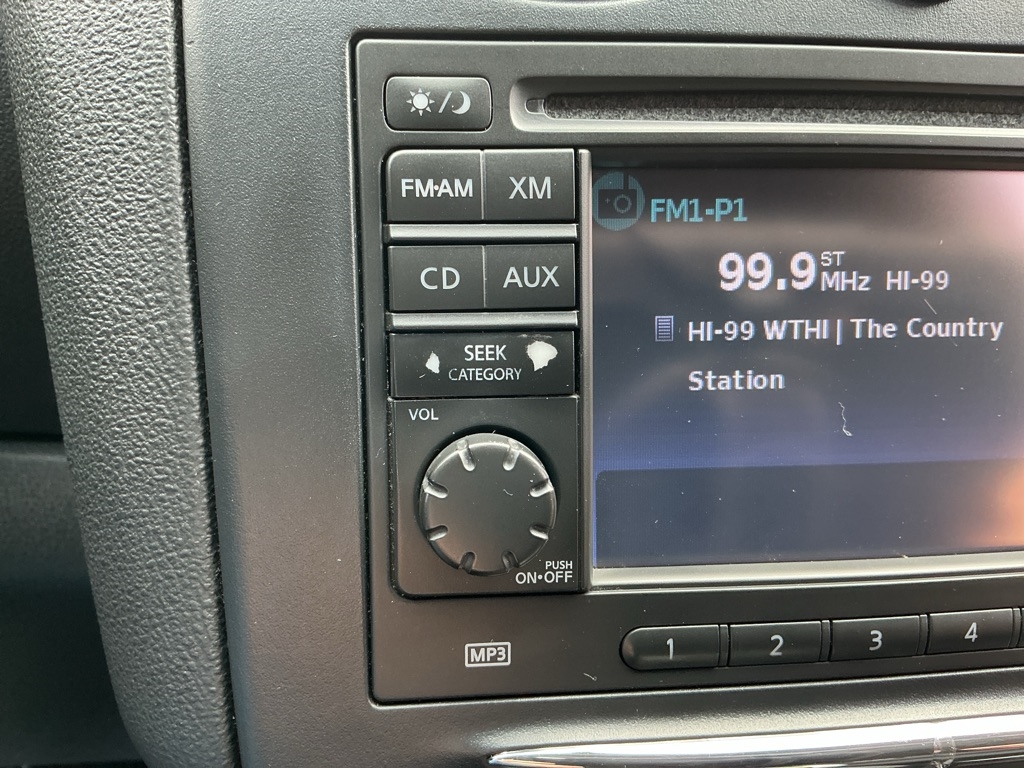 FM•AM XM
FM1-P1
99.9 ST MHz HI-99
CD AUX
HI-99 WTHI | The Country
Station
SEEK
CATEGORY
VOL
PUSH
ON•OFF
MP3
1 2 3 4